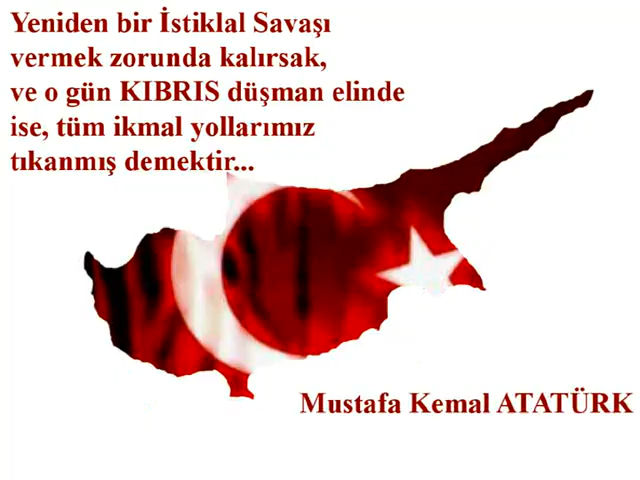 Yeniden bir İstiklal Savaşı
vermek zorunda kalırsak,
ve o gün KIBRIS düşman elinde
ise, tüm ikmal yollarımız
tıkanmış demektir...
Mustafa Kemal ATATÜRK